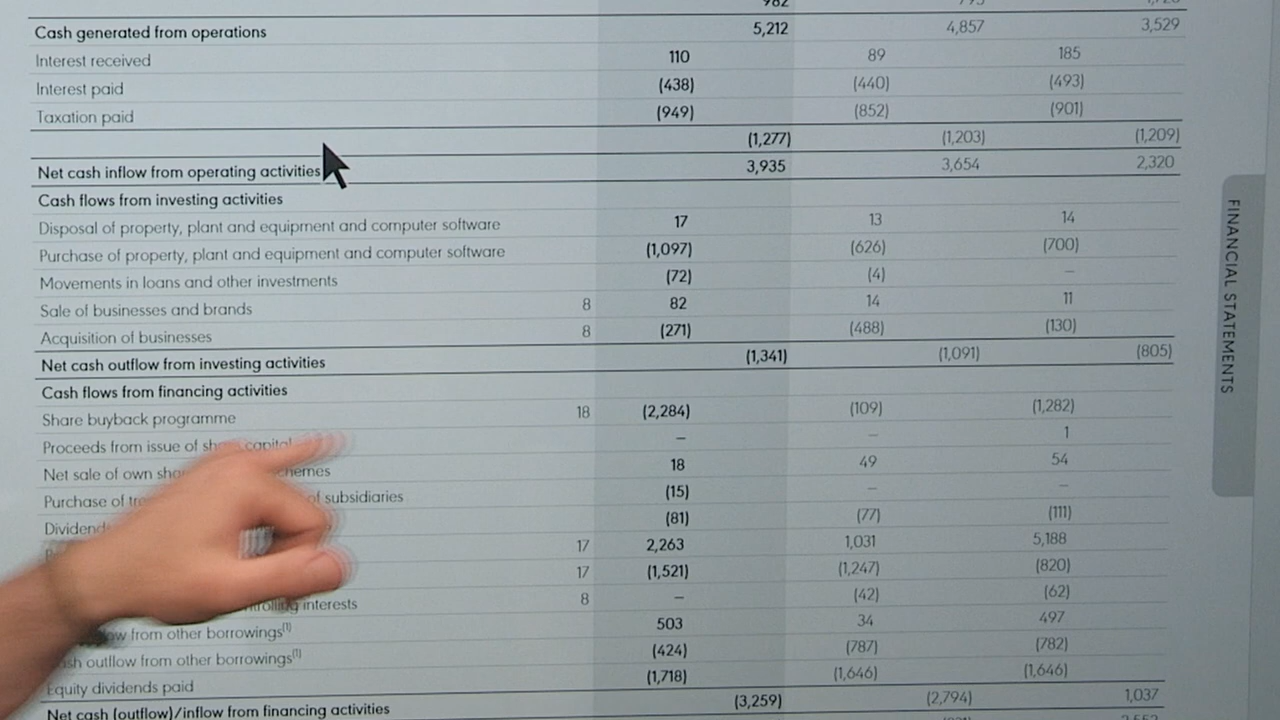 Cash generated from operations 5,212 4,857 3,529
Interest received 110 89 185
Interest paid (438) (440) (493)
Taxation paid (949) (852) (901)
(1,277) (1,203) (1,209)
Net cash inflow from operating activities 3,935 3,654 2,320
Cash flows from investing activities
Disposal of property, plant and equipment and computer software 17 13 14
Purchase of property, plant and equipment and computer software (1,097) (626) (700)
Movements in loans and other investments (72) (4) –
Sale of businesses and brands 8 82 14 11
Acquisition of businesses 8 (271) (488) (130)
Net cash outflow from investing activities (1,341) (1,091) (805)
Cash flows from financing activities
Share buyback programme 18 (2,284) (109) (1,282)
Proceeds from issue of share capital – – 1
Net sale of own 18 49 54
Purchase of of subsidiaries (15) – –
(81) (77) (111)
17 2,263 1,031 5,188
17 (1,521) (1,247) (820)
interests 8 – (42) (62)
from other borrowings(1) 503 34 497
outflow from other borrowings(1) (424) (787) (782)
Equity dividends paid (1,718) (1,646) (1,646)
Net cash (outflow)/inflow from financing activities (3,259) (2,794) 1,037
FINANCIAL STATEMENTS